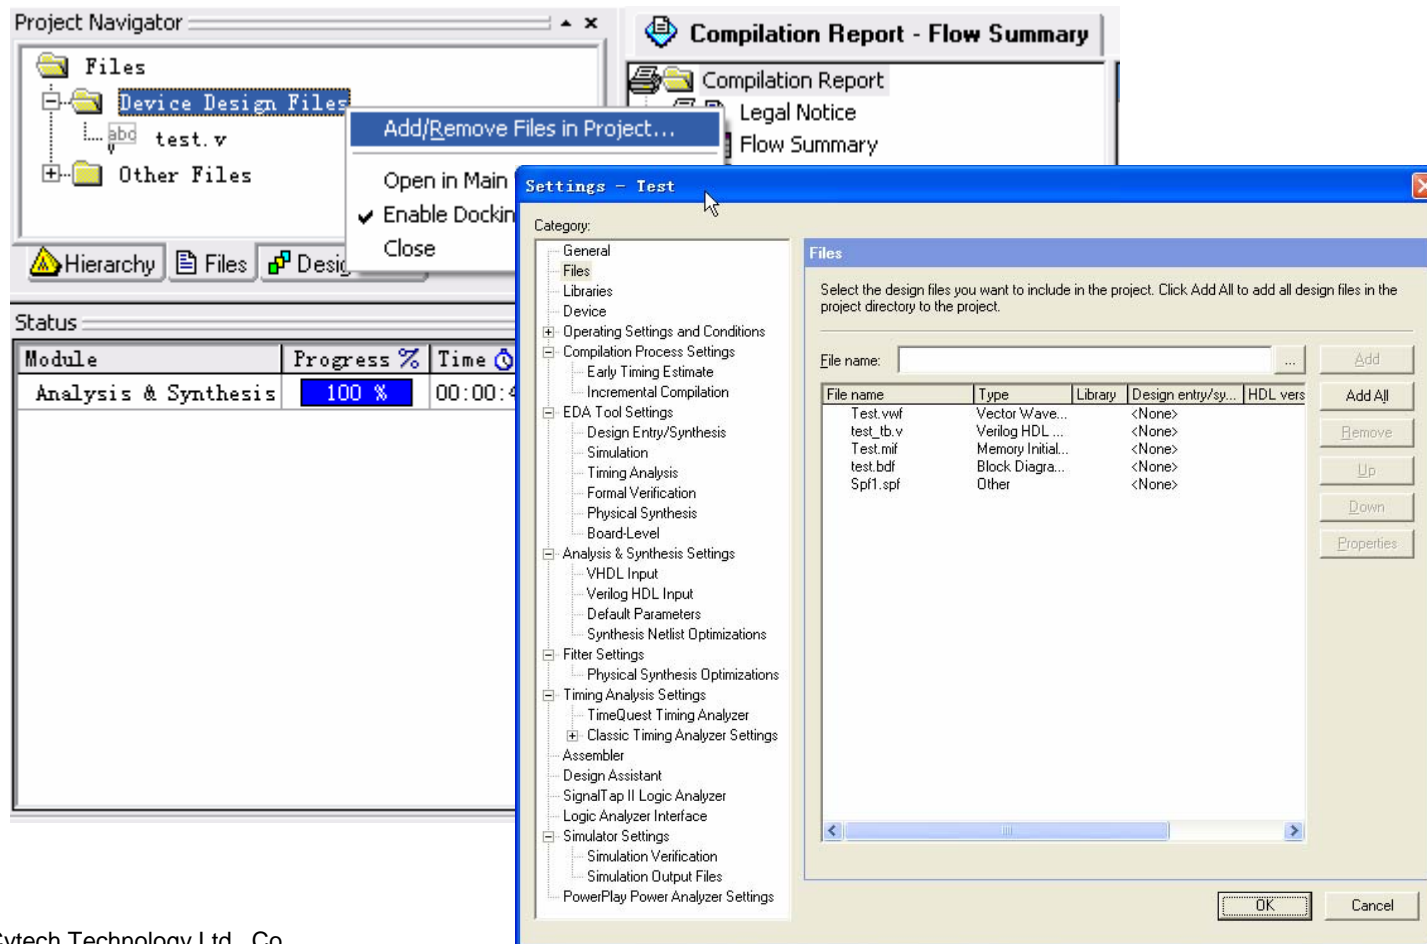 Project Navigator
Files
Device Design Files
test.v
Other Files
Add/Remove Files in Project...
Open in Main
Enable Dockin
Close
Hierarchy
Files
Desig
Compilation Report - Flow Summary
Compilation Report
Legal Notice
Flow Summary
Status
Module Progress % Time
Analysis & Synthesis 100 % 00:00:4
Settings - Test
Category:
General
Files
Libraries
Device
Operating Settings and Conditions
Compilation Process Settings
Early Timing Estimate
Incremental Compilation
EDA Tool Settings
Design Entry/Synthesis
Simulation
Timing Analysis
Formal Verification
Physical Synthesis
Board-Level
Analysis & Synthesis Settings
VHDL Input
Verilog HDL Input
Default Parameters
Synthesis Netlist Optimizations
Fitter Settings
Physical Synthesis Optimizations
Timing Analysis Settings
TimeQuest Timing Analyzer
Classic Timing Analyzer Settings
Assembler
Design Assistant
SignalTap II Logic Analyzer
Logic Analyzer Interface
Simulator Settings
Simulation Verification
Simulation Output Files
PowerPlay Power Analyzer Settings
Files
Select the design files you want to include in the project. Click Add All to add all design files in the
project directory to the project.
File name: ... Add
File name Type Library Design entry/sy... HDL vers
Test.vwf Vector Wave... <None>
test_tb.v Verilog HDL ... <None>
Test.mif Memory Initial... <None>
test.bdf Block Diagra... <None>
Spf1.spf Other <None>
Add All
Remove
Up
Down
Properties
OK Cancel
Cytech Technology Ltd., Co